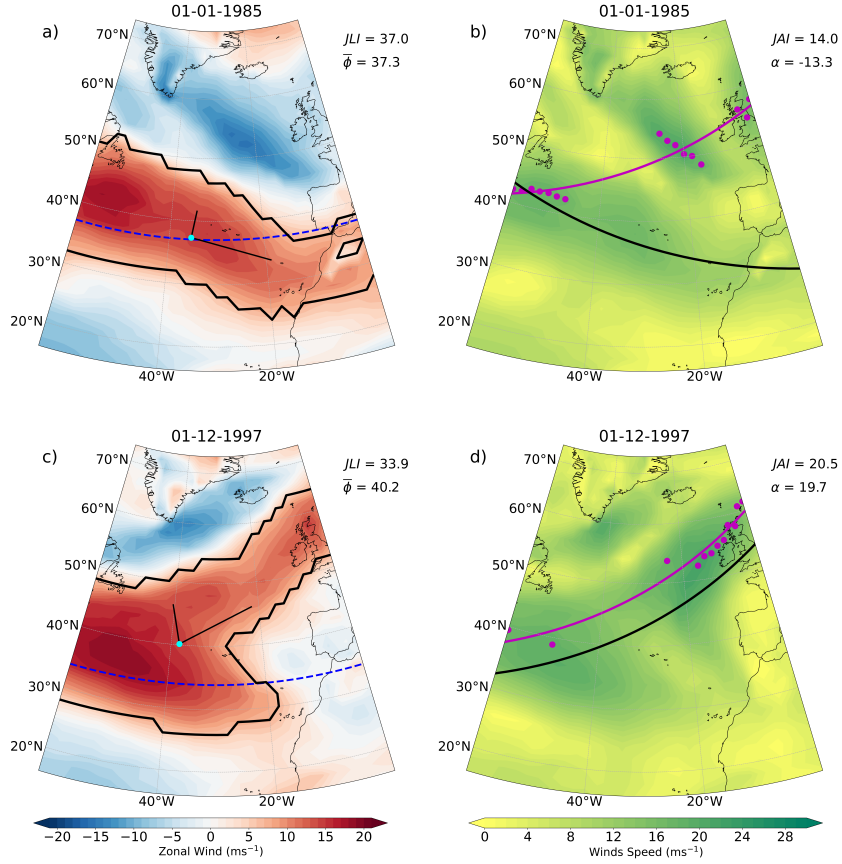 01-01-1985
a)
JLI = 37.0
ϕ̅ = 37.3
70°N
60°N
50°N
40°N
30°N
20°N
40°W
20°W
01-01-1985
b)
JAI = 14.0
α = -13.3
70°N
60°N
50°N
40°N
30°N
20°N
40°W
20°W
01-12-1997
c)
JLI = 33.9
ϕ̅ = 40.2
70°N
60°N
50°N
40°N
30°N
20°N
40°W
20°W
01-12-1997
d)
JAI = 20.5
α = 19.7
70°N
60°N
50°N
40°N
30°N
20°N
40°W
20°W
−20 −15 −10 −5 0 5 10 15 20
Zonal Wind (ms⁻¹)
0 4 8 12 16 20 24 28
Winds Speed (ms⁻¹)